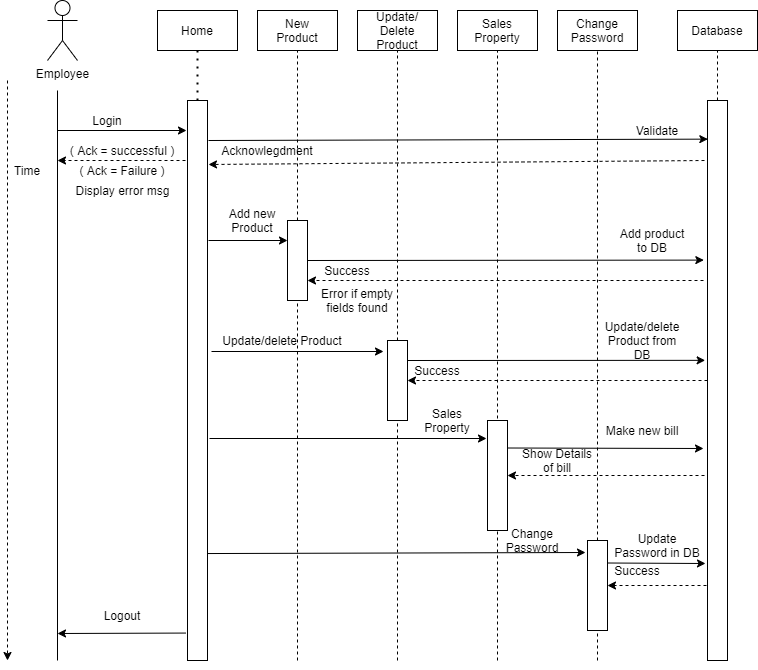 Employee
Home
New
Product
Update/
Delete
Product
Sales
Property
Change
Password
Database
Time
Login
Validate
( Ack = successful )
Acknowlegdment
( Ack = Failure )
Display error msg
Add new
Product
Add product
to DB
Success
Error if empty
fields found
Update/delete Product
Update/delete
Product from
DB
Success
Sales
Property
Make new bill
Show Details
of bill
Change
Password
Update
Password in DB
Success
Logout